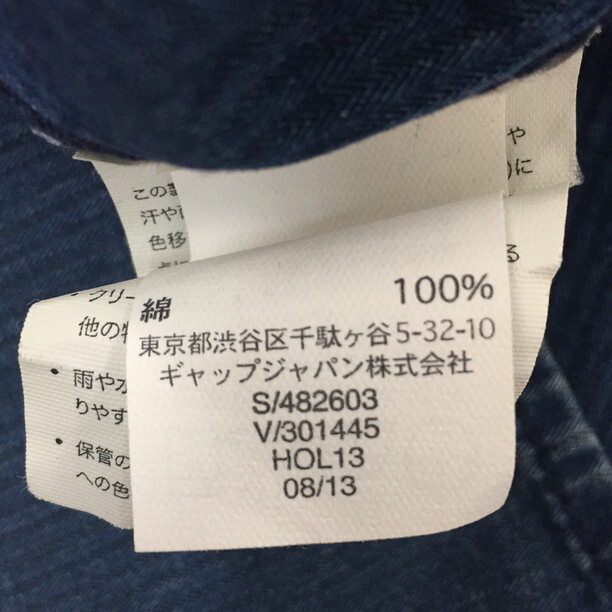 や
この
)に
汗や
色移
る
・クリー
他の
・雨や水
りやす
・保管の
への色
綿 100%
東京都渋谷区千駄ヶ谷5-32-10
ギャップジャパン株式会社
S/482603
V/301445
HOL13
08/13